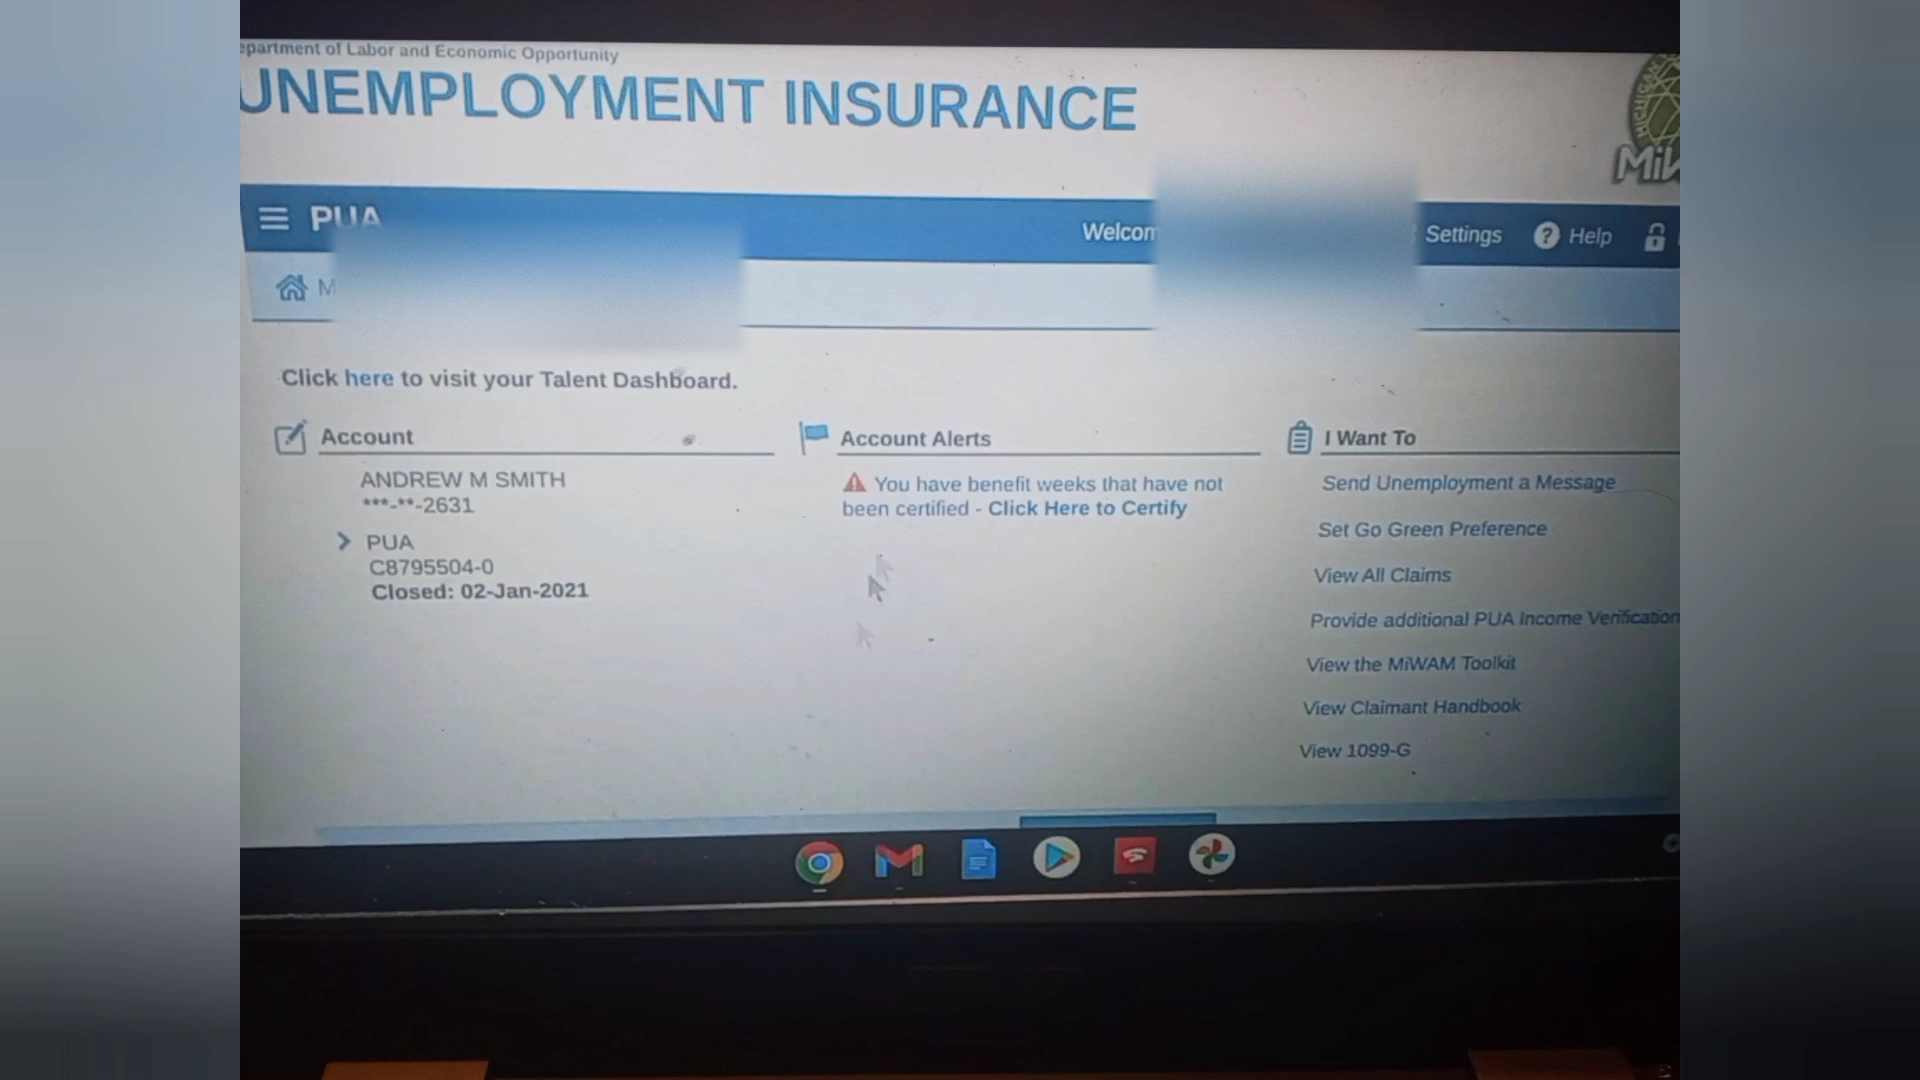 epartment of Labor and Economic Opportunity
UNEMPLOYMENT INSURANCE
MICHIGAN
PUA
Settings
Help
Click here to visit your Talent Dashboard.
Account
ANDREW M SMITH
***-**-2631
PUA
C8795504-0
Closed: 02-Jan-2021
Account Alerts
You have benefit weeks that have not
been certified - Click Here to Certify
I Want To
Send Unemployment a Message
Set Go Green Preference
View All Claims
Provide additional PUA Income Verification
View the MiWAM Toolkit
View Claimant Handbook
View 1099-G